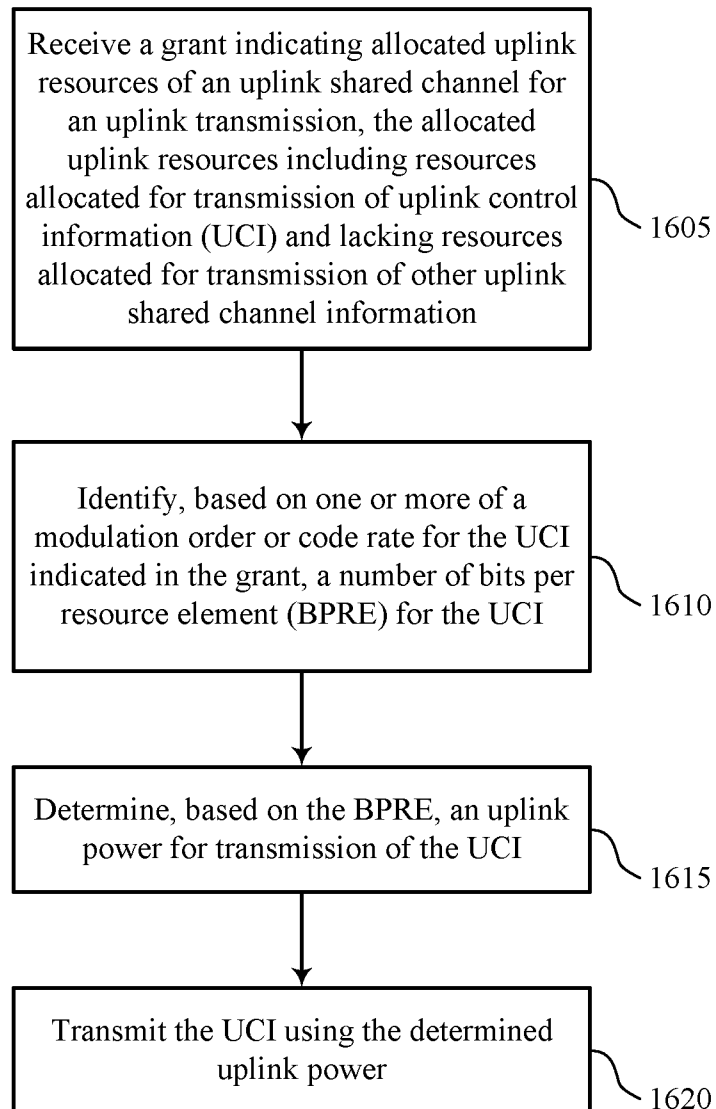 Receive a grant indicating allocated uplink
resources of an uplink shared channel for
an uplink transmission, the allocated
uplink resources including resources
allocated for transmission of uplink control
information (UCI) and lacking resources
allocated for transmission of other uplink
shared channel information
1605
Identify, based on one or more of a
modulation order or code rate for the UCI
indicated in the grant, a number of bits per
resource element (BPRE) for the UCI
1610
Determine, based on the BPRE, an uplink
power for transmission of the UCI
1615
Transmit the UCI using the determined
uplink power
1620